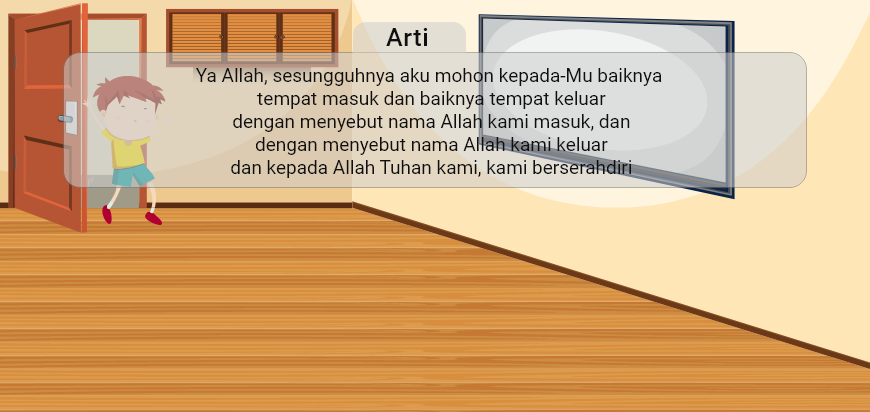 Arti
Ya Allah, sesungguhnya aku mohon kepada-Mu baiknya
tempat masuk dan baiknya tempat keluar
dengan menyebut nama Allah kami masuk, dan
dengan menyebut nama Allah kami keluar
dan kepada Allah Tuhan kami, kami berserahdiri